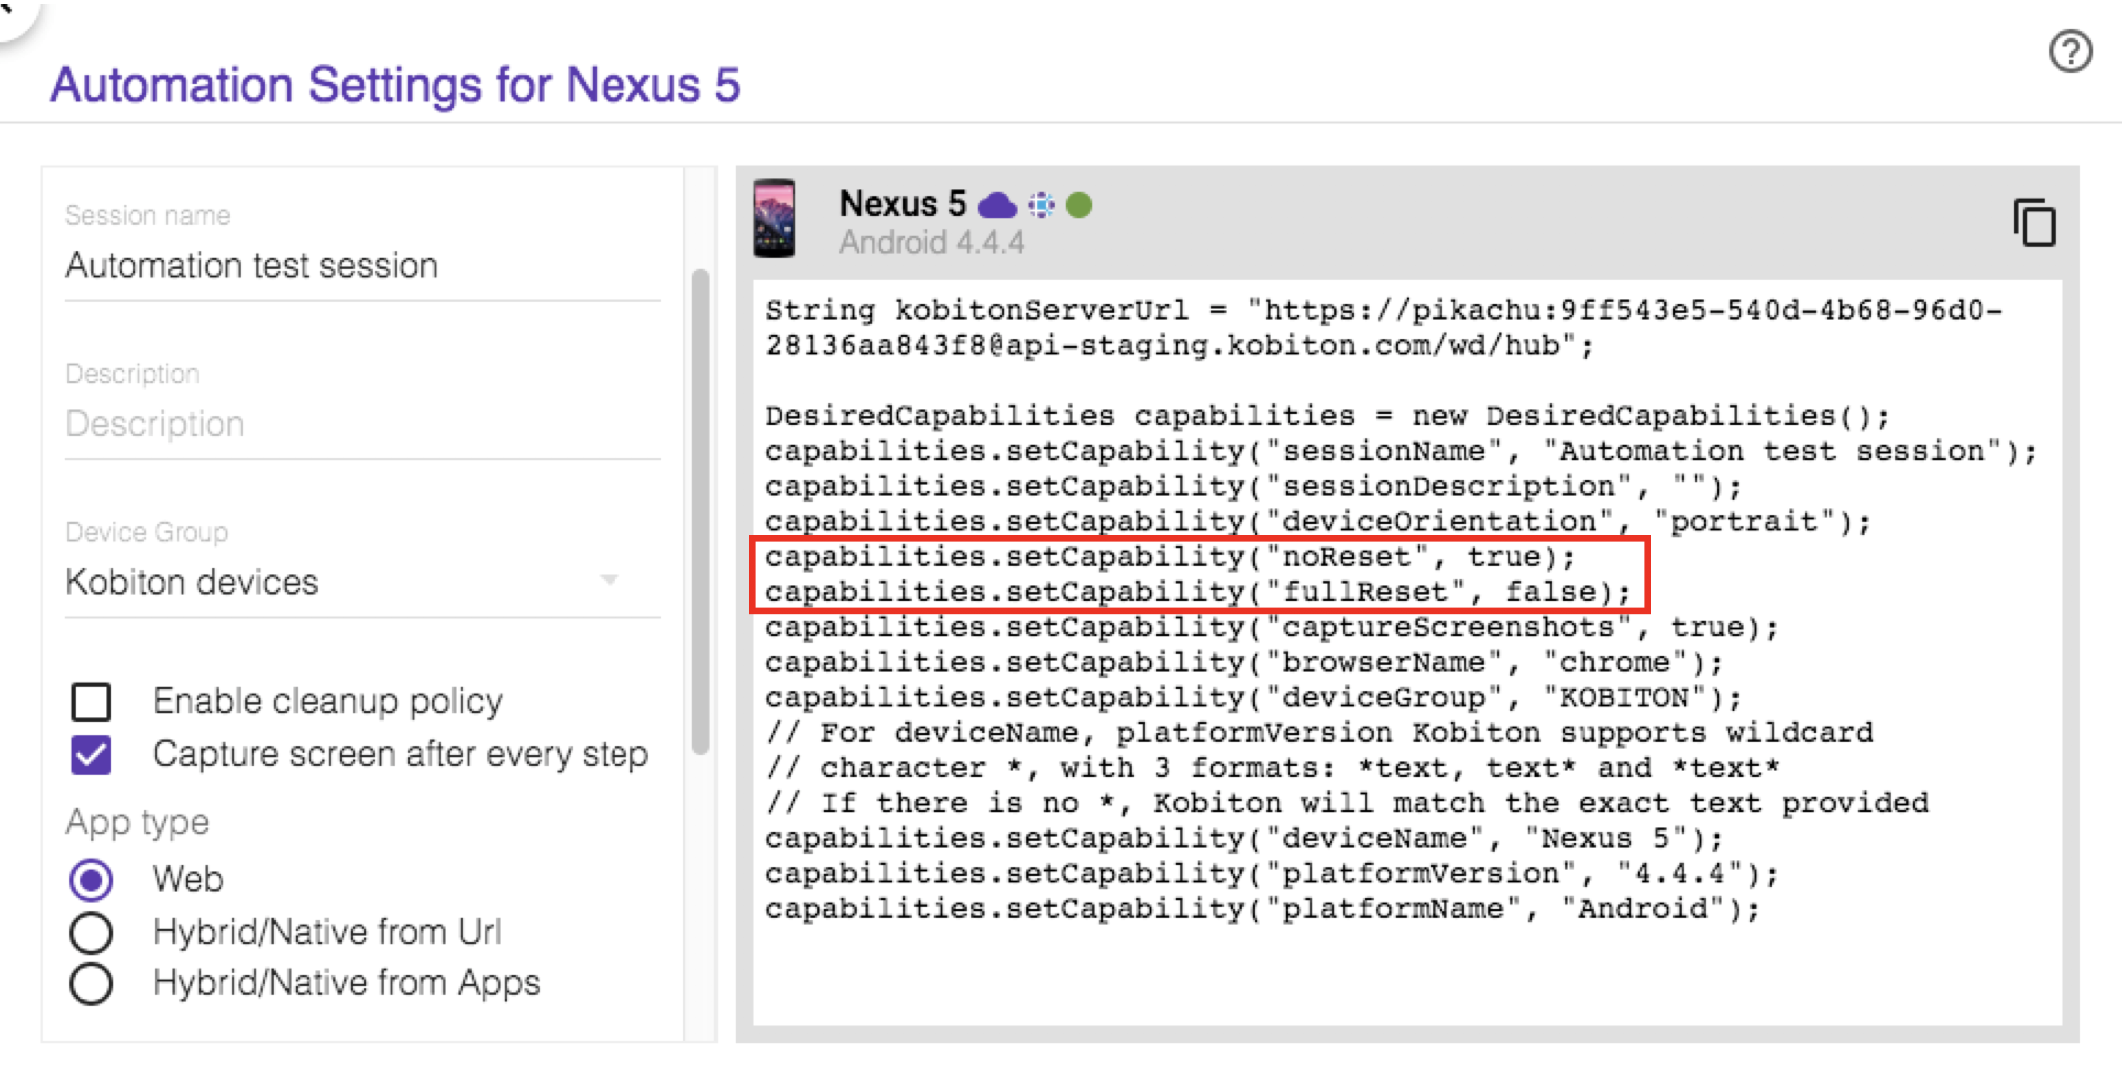 Automation Settings for Nexus 5
Session name
Automation test session
Description
Description
Device Group
Kobiton devices
Enable cleanup policy
Capture screen after every step
App type
Web
Hybrid/Native from Url
Hybrid/Native from Apps
Nexus 5
Android 4.4.4
String kobitonServerUrl = "https://pikachu:9ff543e5-540d-4b68-96d0-
28136aa843f8@api-staging.kobiton.com/wd/hub";
DesiredCapabilities capabilities = new DesiredCapabilities();
capabilities.setCapability("sessionName", "Automation test session");
capabilities.setCapability("sessionDescription", "");
capabilities.setCapability("deviceOrientation", "portrait");
capabilities.setCapability("noReset", true);
capabilities.setCapability("fullReset", false);
capabilities.setCapability("captureScreenshots", true);
capabilities.setCapability("browserName", "chrome");
capabilities.setCapability("deviceGroup", "KOBITON");
// For deviceName, platformVersion Kobiton supports wildcard
// character *, with 3 formats: *text, text* and *text*
// If there is no *, Kobiton will match the exact text provided
capabilities.setCapability("deviceName", "Nexus 5");
capabilities.setCapability("platformVersion", "4.4.4");
capabilities.setCapability("platformName", "Android");